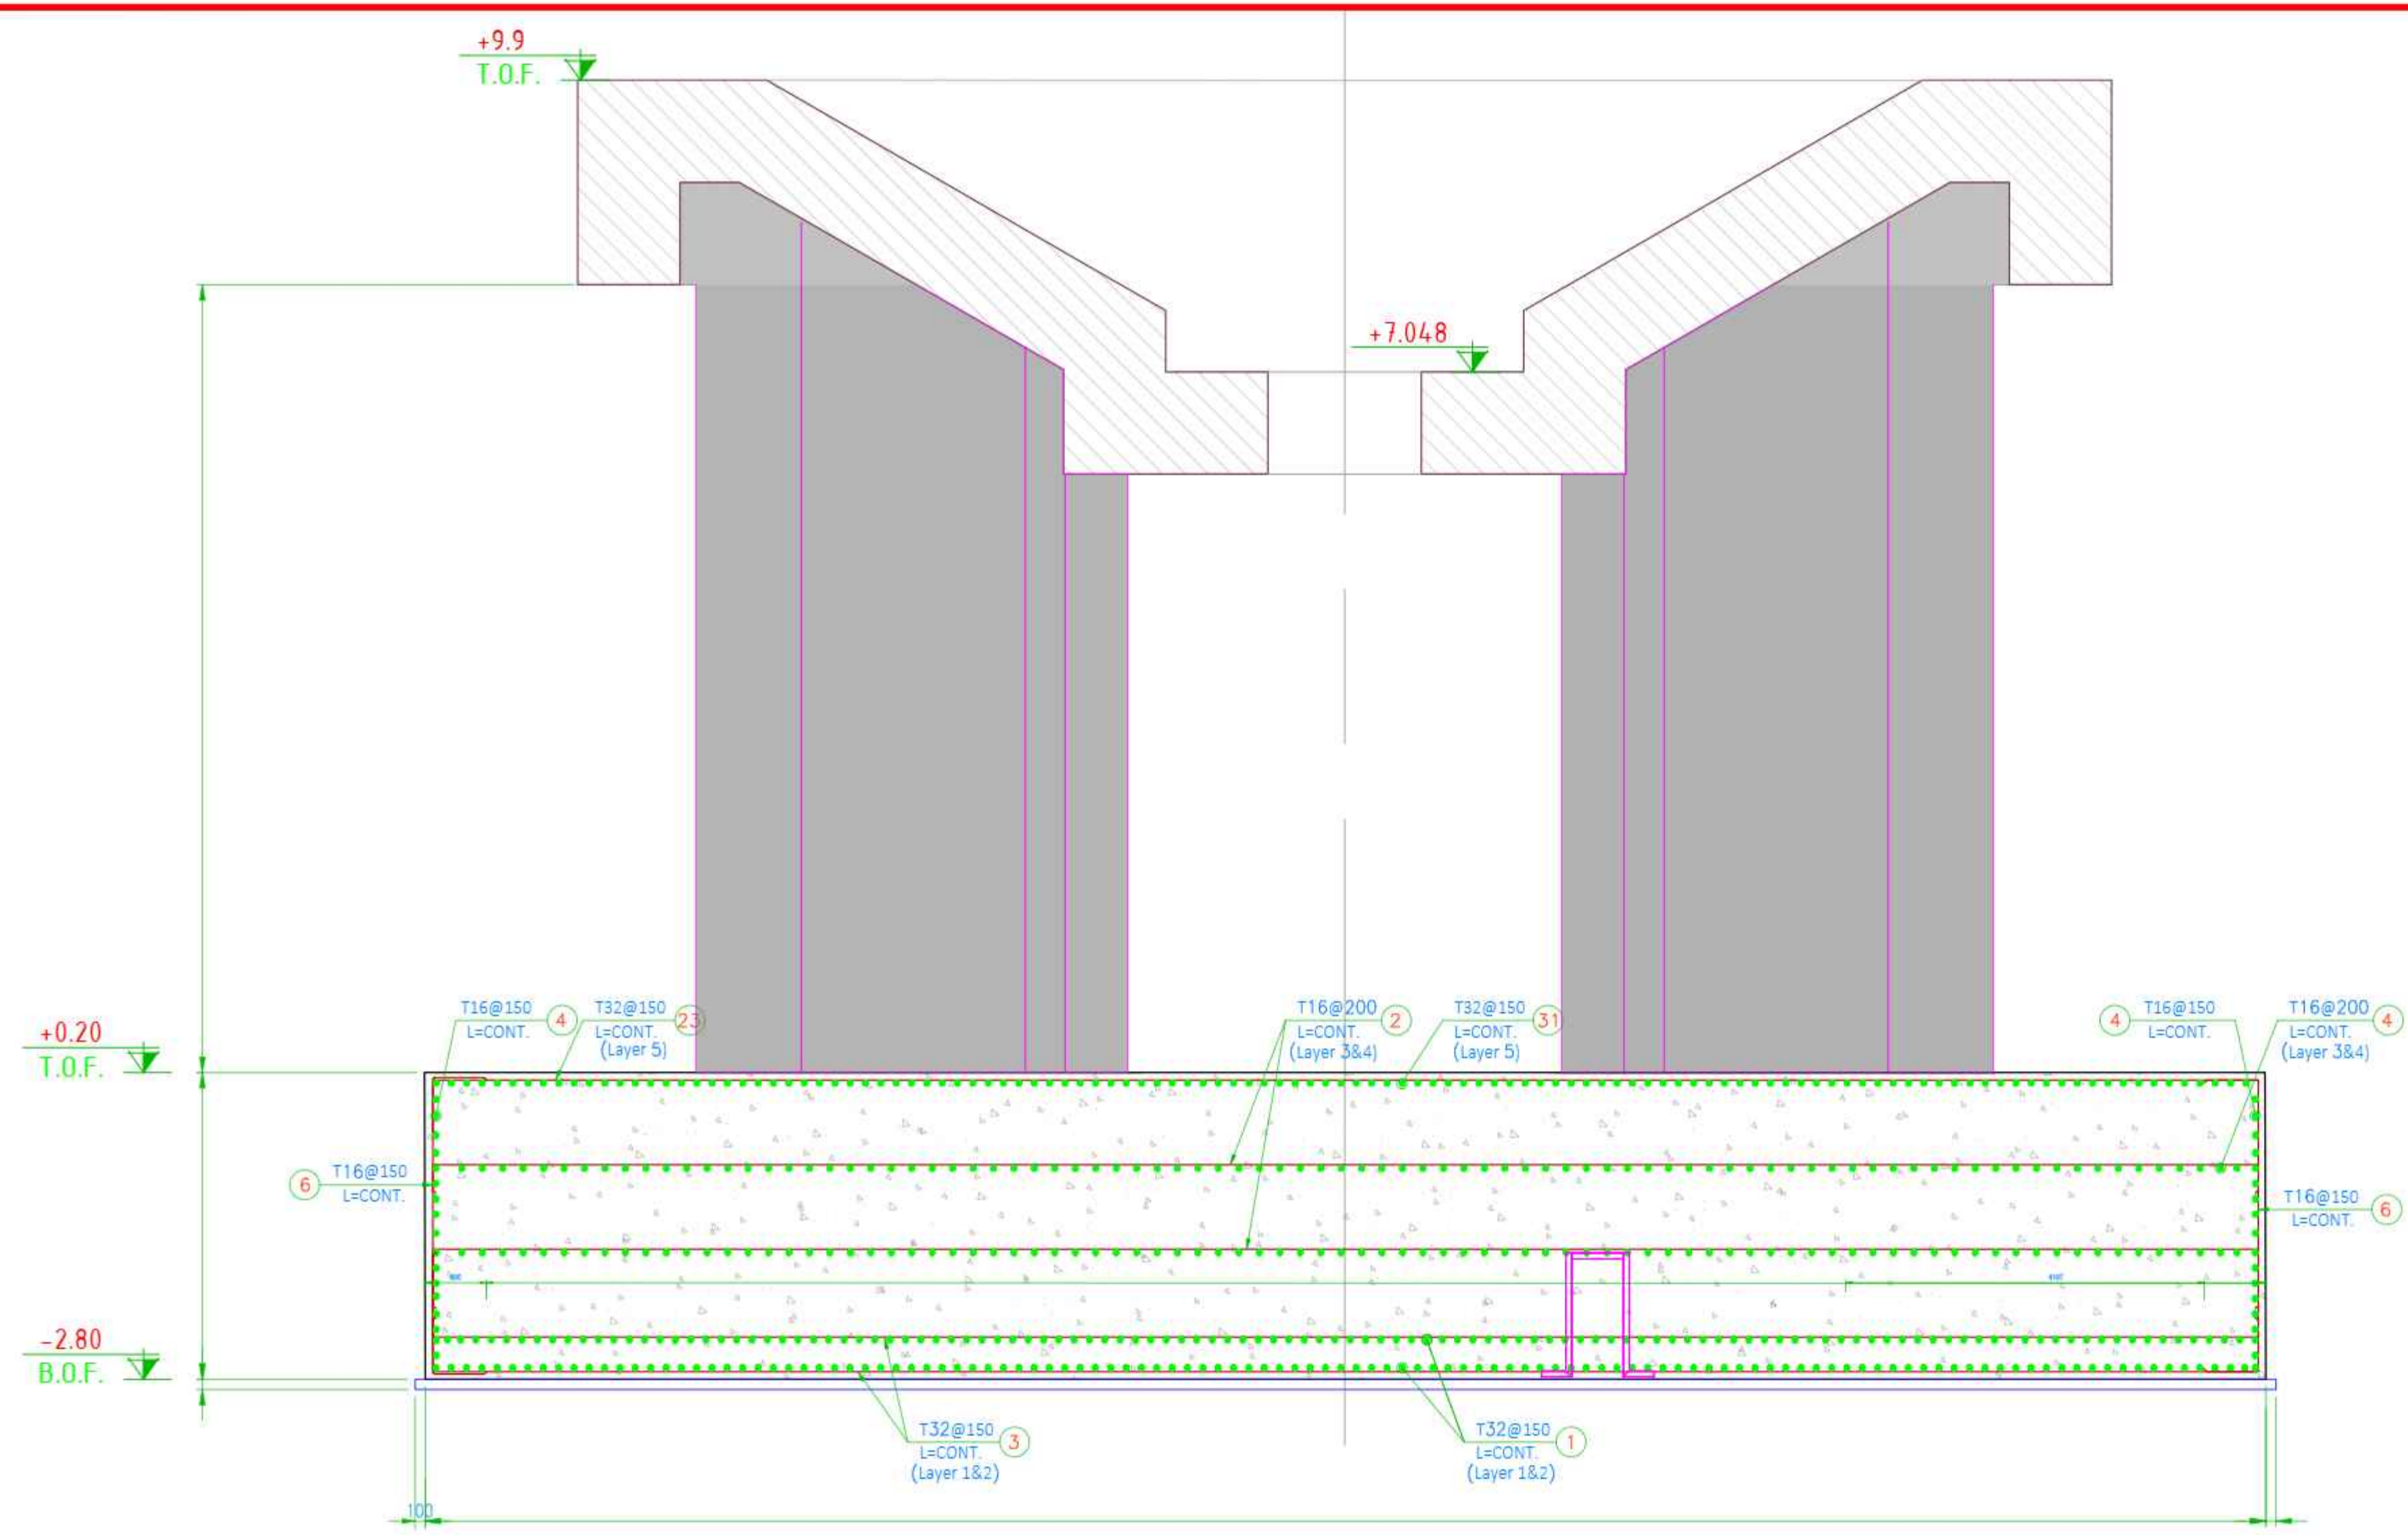 +9.9
T.O.F.
+7.048
T16@150
L=CONT.
4
T32@150
L=CONT.
(Layer 5)
23
T16@200
L=CONT.
(Layer 3&4)
2
T32@150
L=CONT.
(Layer 5)
31
4
T16@150
L=CONT.
T16@200
L=CONT.
(Layer 3&4)
4
+0.20
T.O.F.
6
T16@150
L=CONT.
T16@150
L=CONT.
6
-2.80
B.O.F.
T32@150
L=CONT.
(Layer 1&2)
3
T32@150
L=CONT.
(Layer 1&2)
1
100